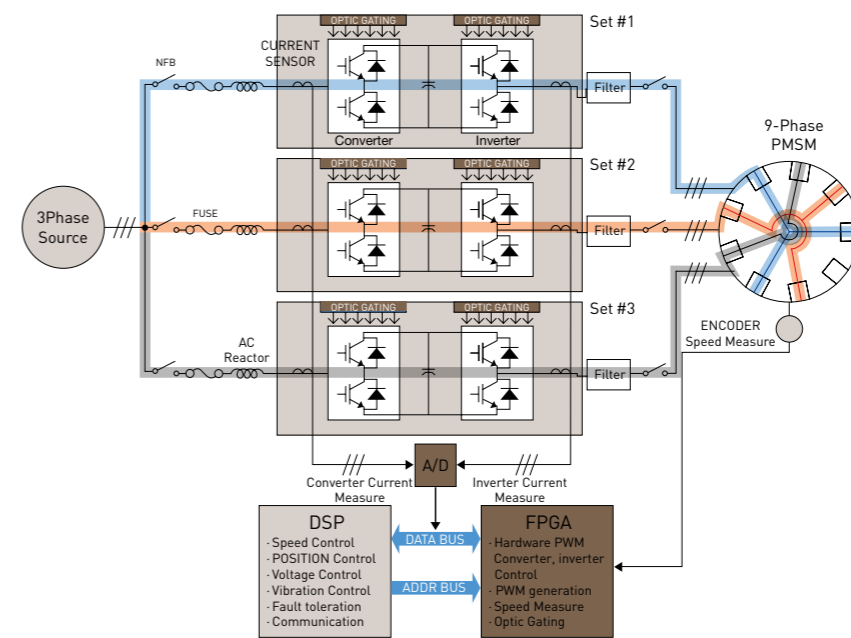 OPTIC GATING
OPTIC GATING
Set #1
CURRENT
SENSOR
NFB
Filter
Converter
Inverter
9-Phase
PMSM
OPTIC GATING
OPTIC GATING
Set #2
3Phase
Source
FUSE
Filter
OPTIC GATING
OPTIC GATING
Set #3
ENCODER
Speed Measure
AC
Reactor
Filter
A/D
Converter Current
Measure
Inverter Current
Measure
DSP
· Speed Control
· POSITION Control
· Voltage Control
· Vibration Control
· Fault toleration
· Communication
DATA BUS
ADDR BUS
FPGA
· Hardware PWM
Converter, inverter
Control
· PWM generation
· Speed Measure
· Optic Gating